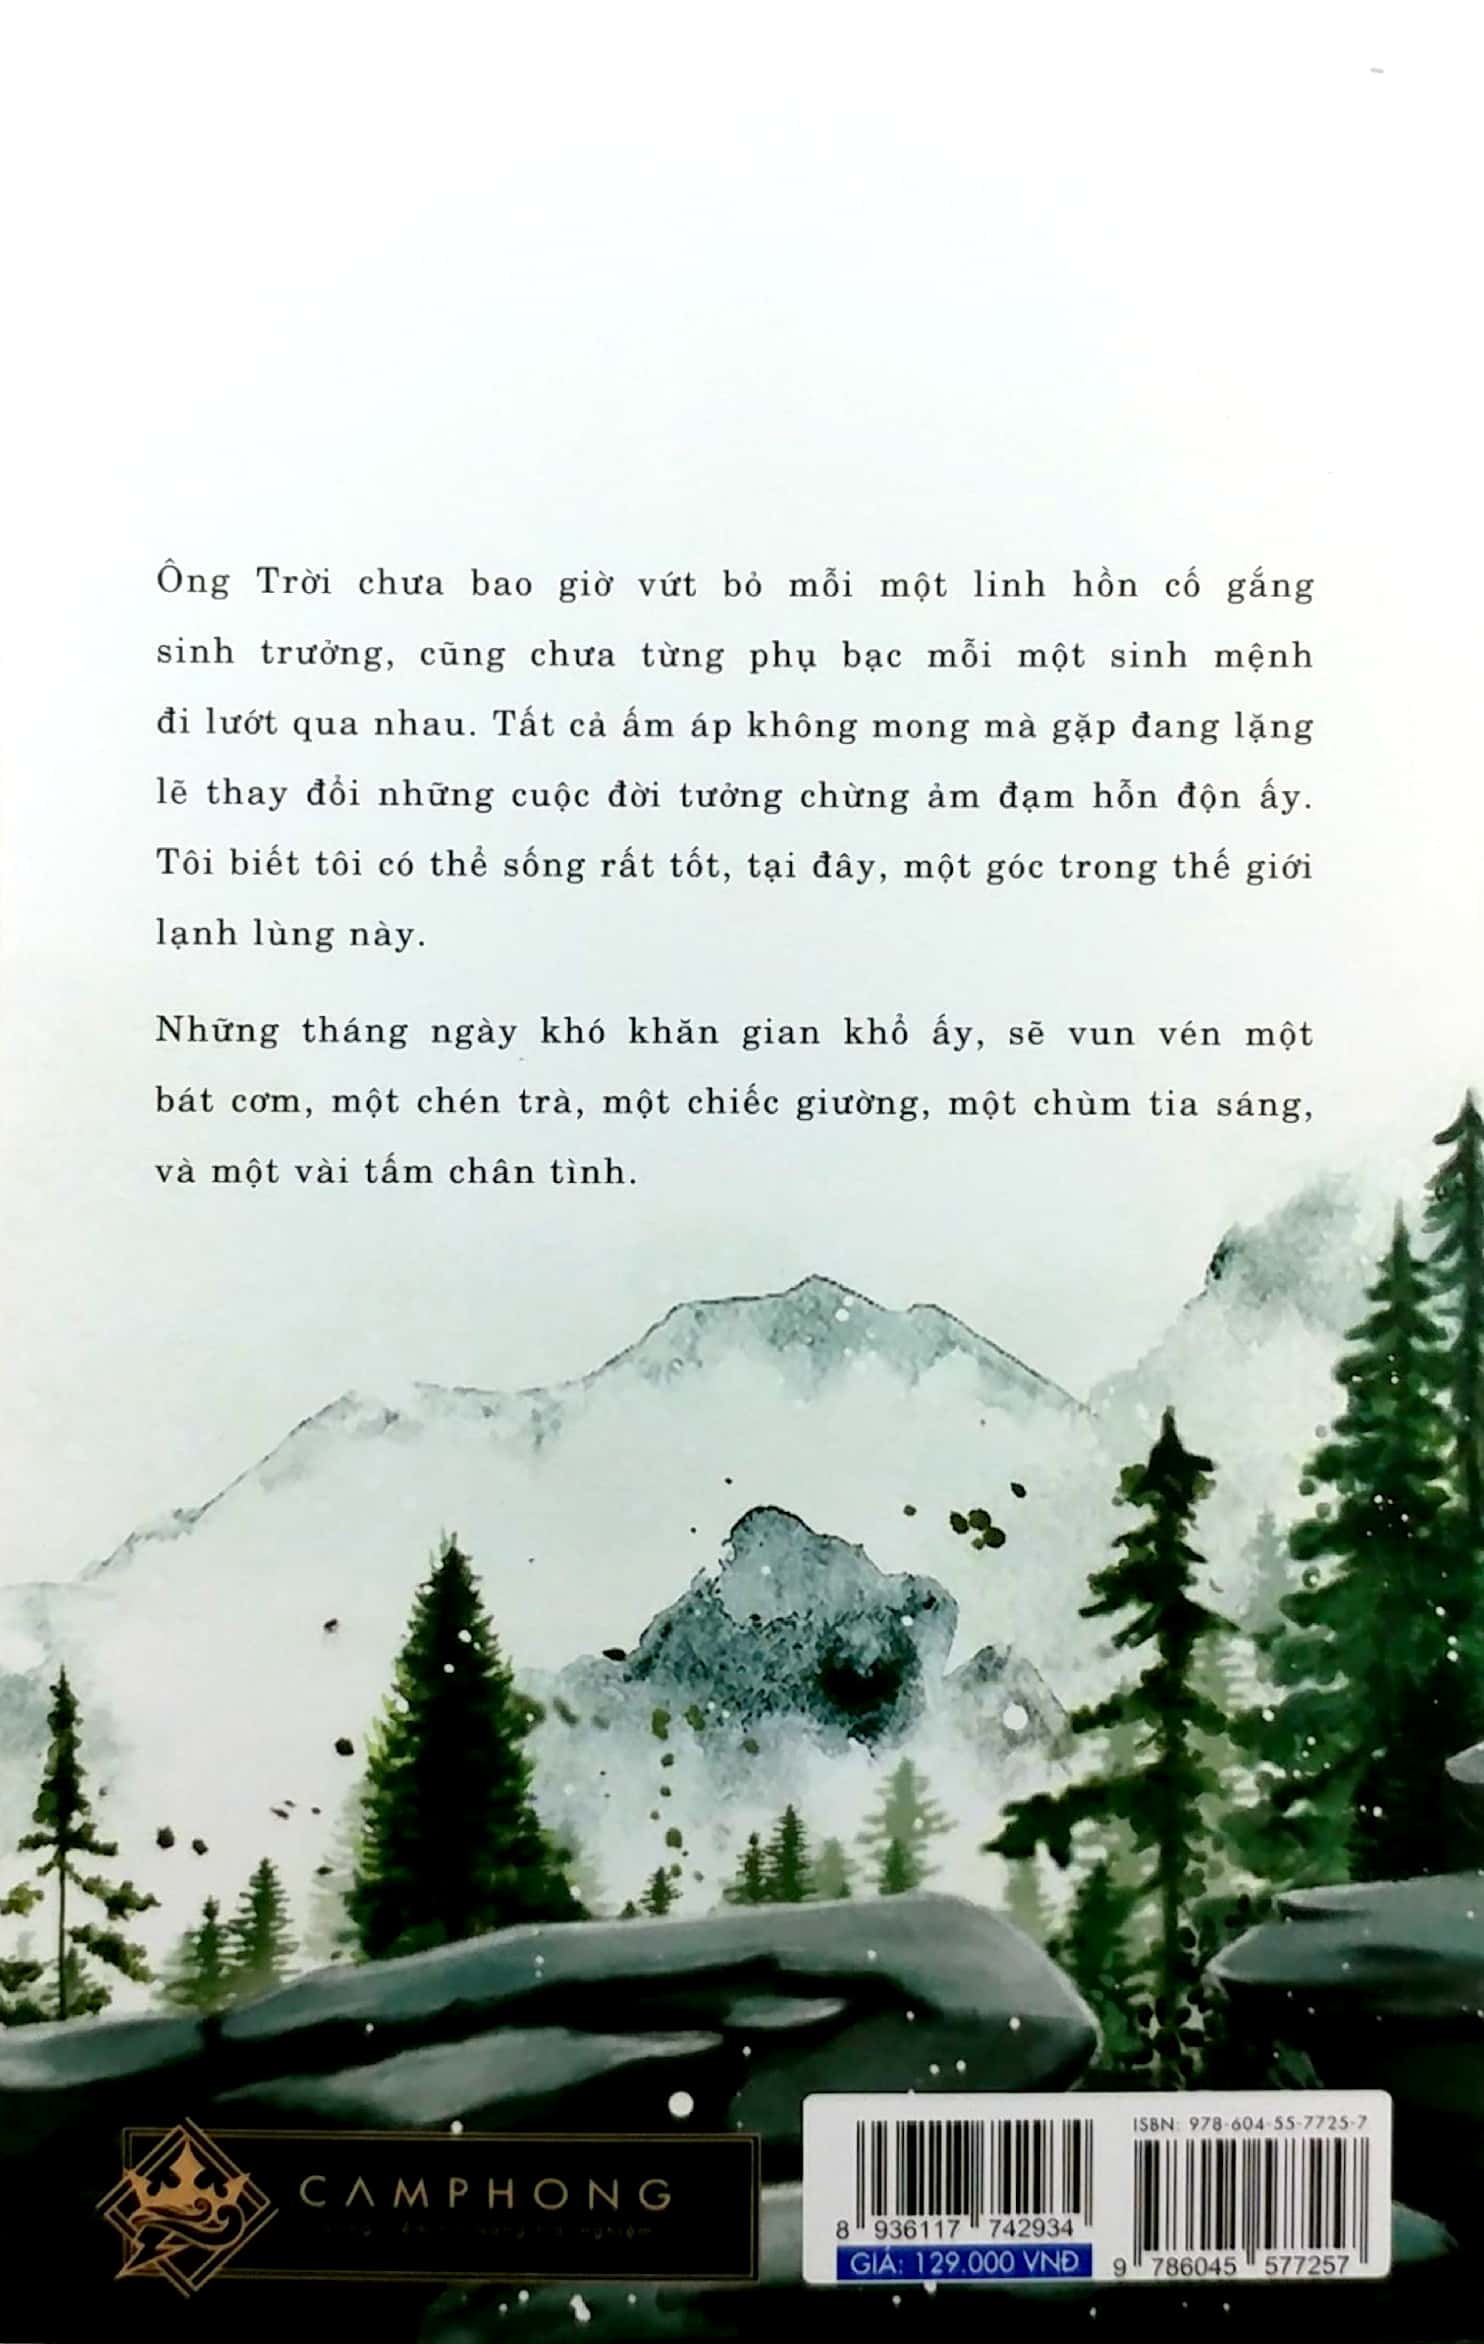 Ông Trời chưa bao giờ vứt bỏ mỗi một linh hồn cố gắng
sinh trưởng, cũng chưa từng phụ bạc mỗi một sinh mệnh
đi lướt qua nhau. Tất cả ấm áp không mong mà gặp đang lặng
lẽ thay đổi những cuộc đời tưởng chừng ảm đạm hỗn độn ấy.
Tôi biết tôi có thể sống rất tốt, tại đây, một góc trong thế giới
lạnh lùng này.
Những tháng ngày khó khăn gian khổ ấy, sẽ vun vén một
bát cơm, một chén trà, một chiếc giường, một chùm tia sáng,
và một vài tấm chân tình.
CAMPHONG
8 936117 742934
GIÁ: 129.000 VNĐ
ISBN: 978-604-55-7725-7
9 786045 577257